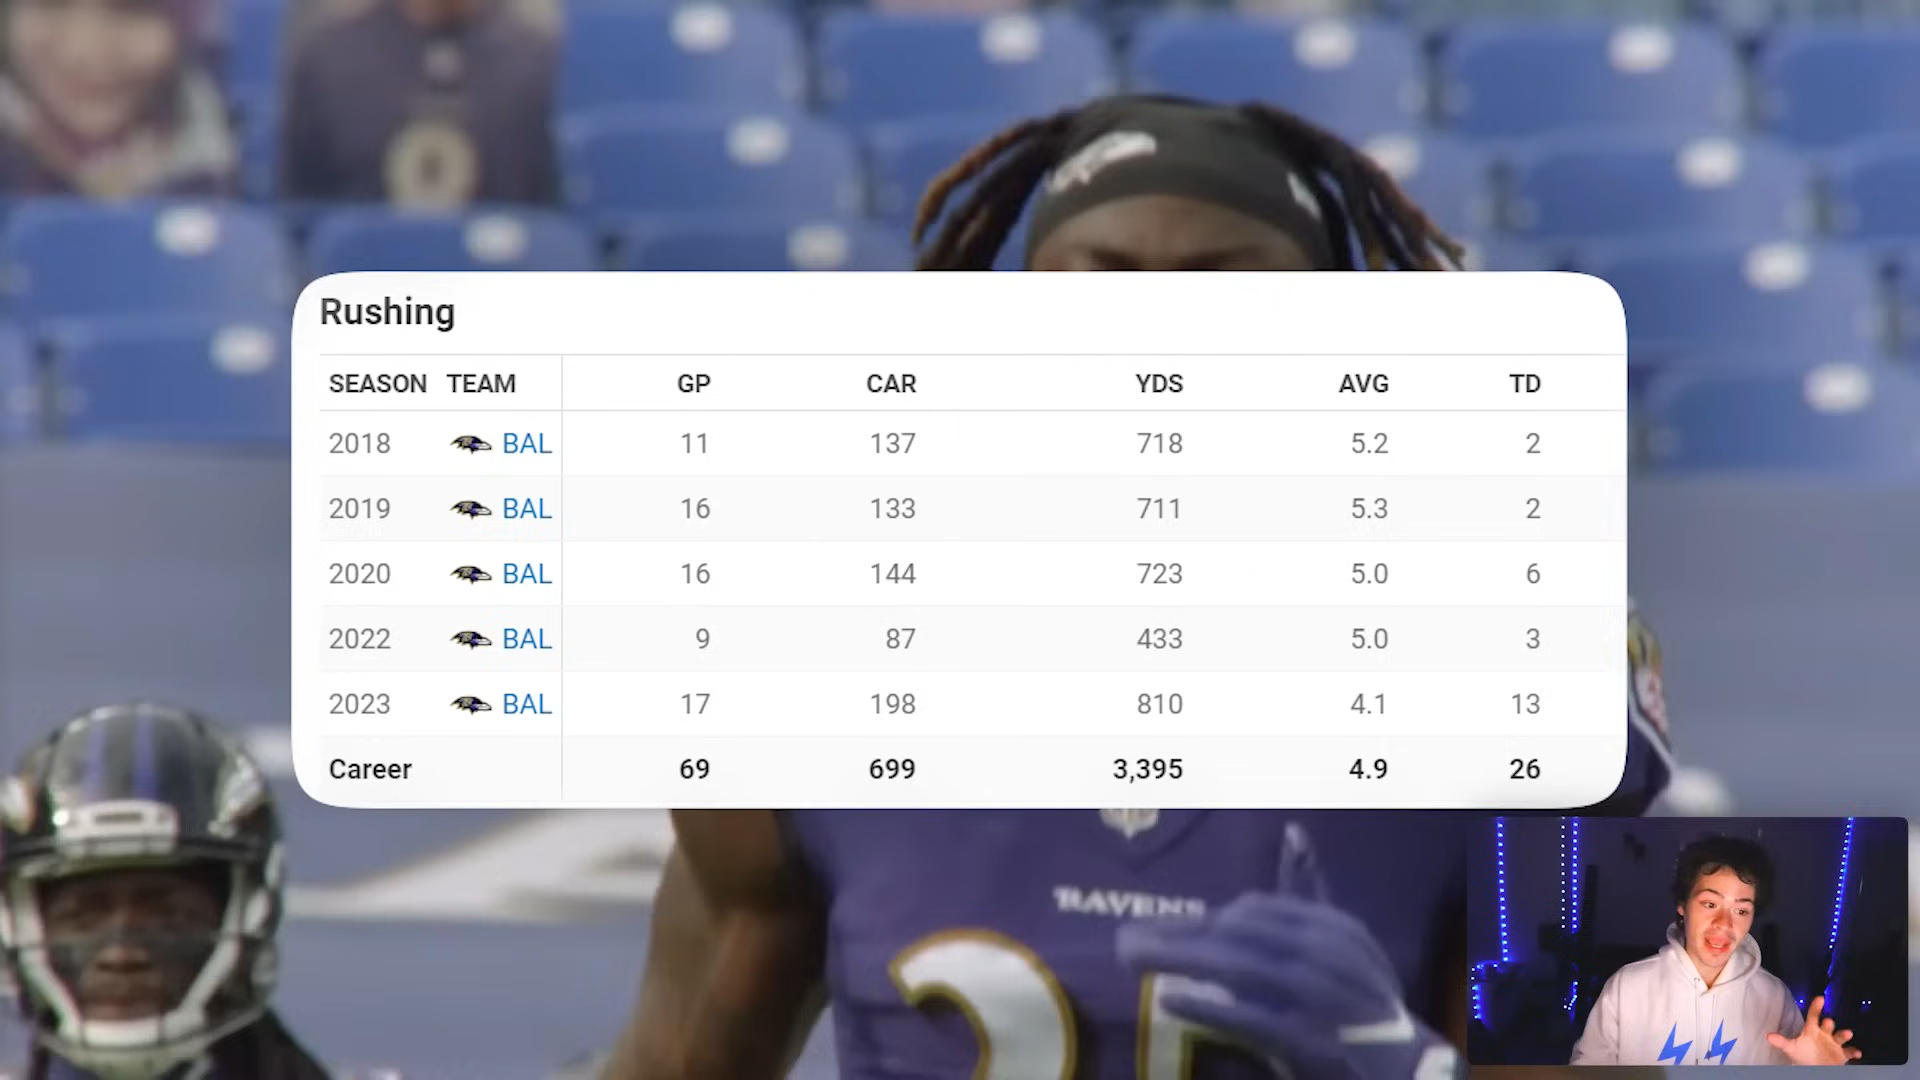 Rushing
SEASON TEAM GP CAR YDS AVG TD
2018 BAL 11 137 718 5.2 2
2019 BAL 16 133 711 5.3 2
2020 BAL 16 144 723 5.0 6
2022 BAL 9 87 433 5.0 3
2023 BAL 17 198 810 4.1 13
Career 69 699 3,395 4.9 26
RAVENS
35